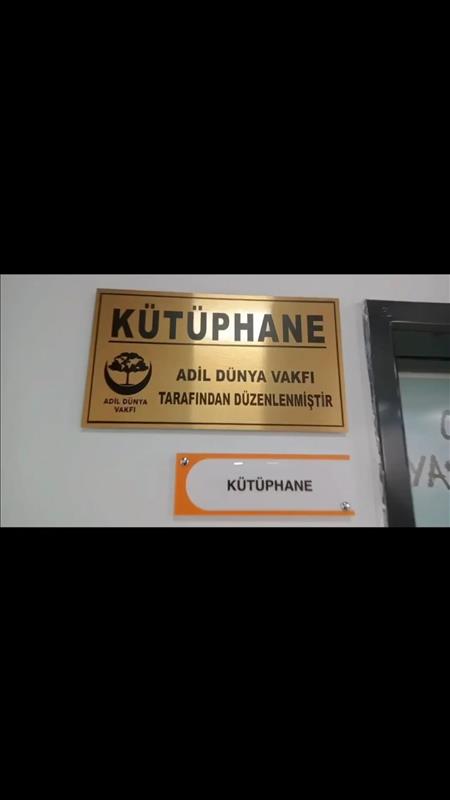 KÜTÜPHANE
ADİL DÜNYA VAKFI
TARAFINDAN DÜZENLENMİŞTİR
ADİL DÜNYA
VAKFI
KÜTÜPHANE